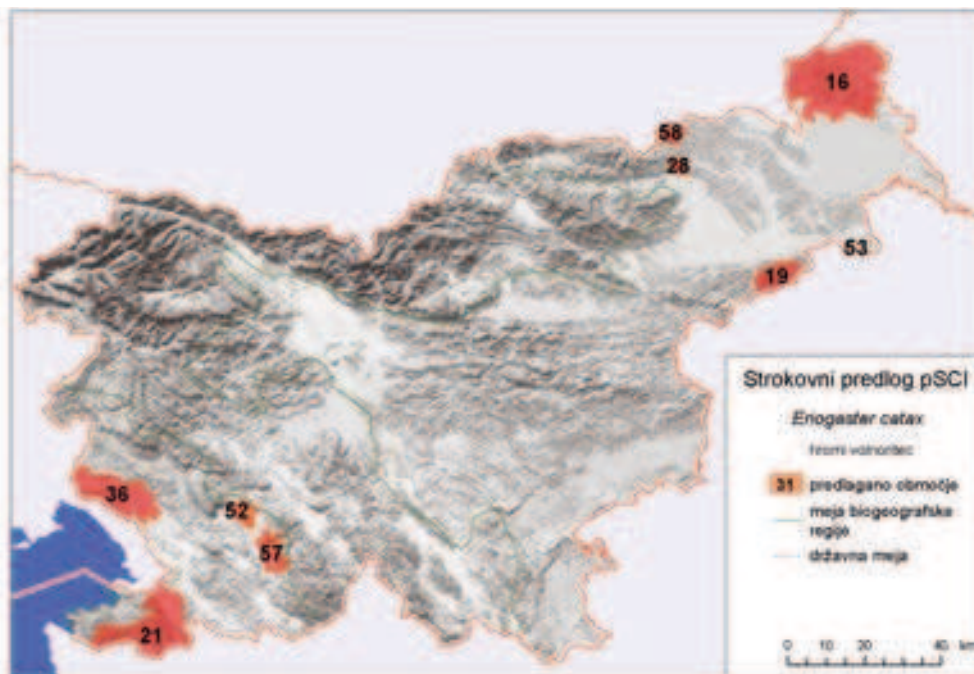 16
58
28
53
19
36
52
57
21
Strokovni predlog pSCI
Eriogaster catax
31 predlagano območje
meja biogeografske
regije
državna meja
0 10 20 40 km